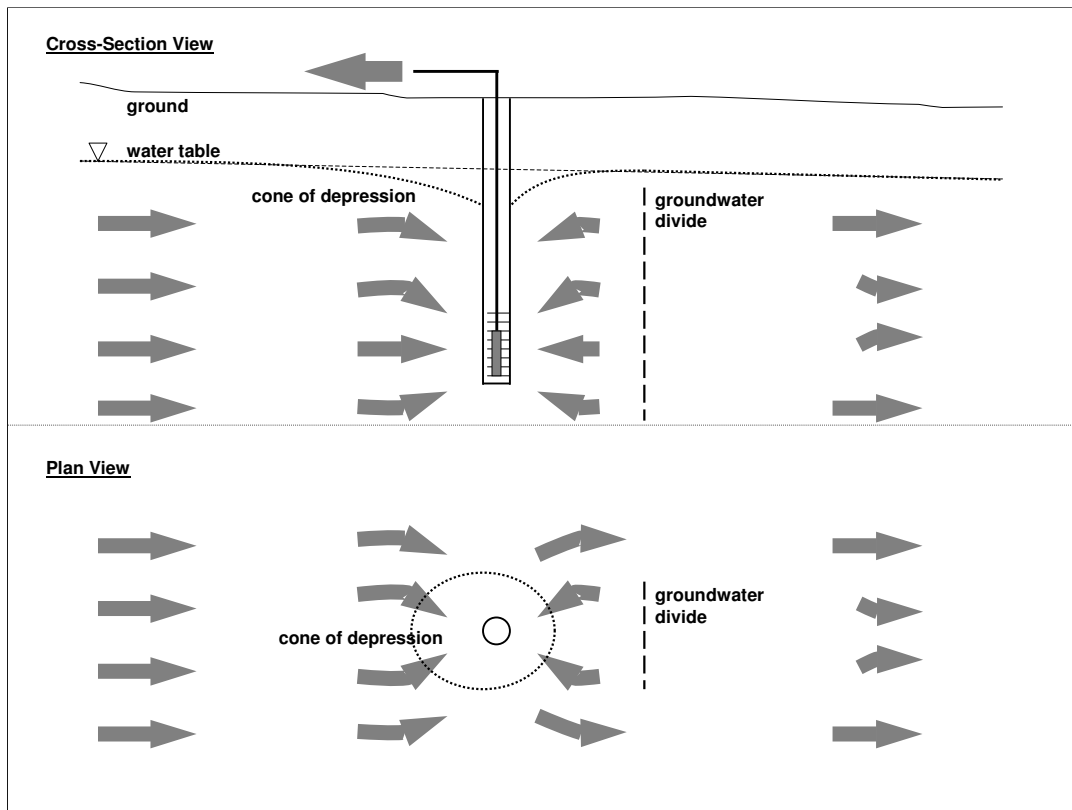 Cross-Section View
ground
water table
cone of depression
groundwater
divide
Plan View
groundwater
divide
cone of depression